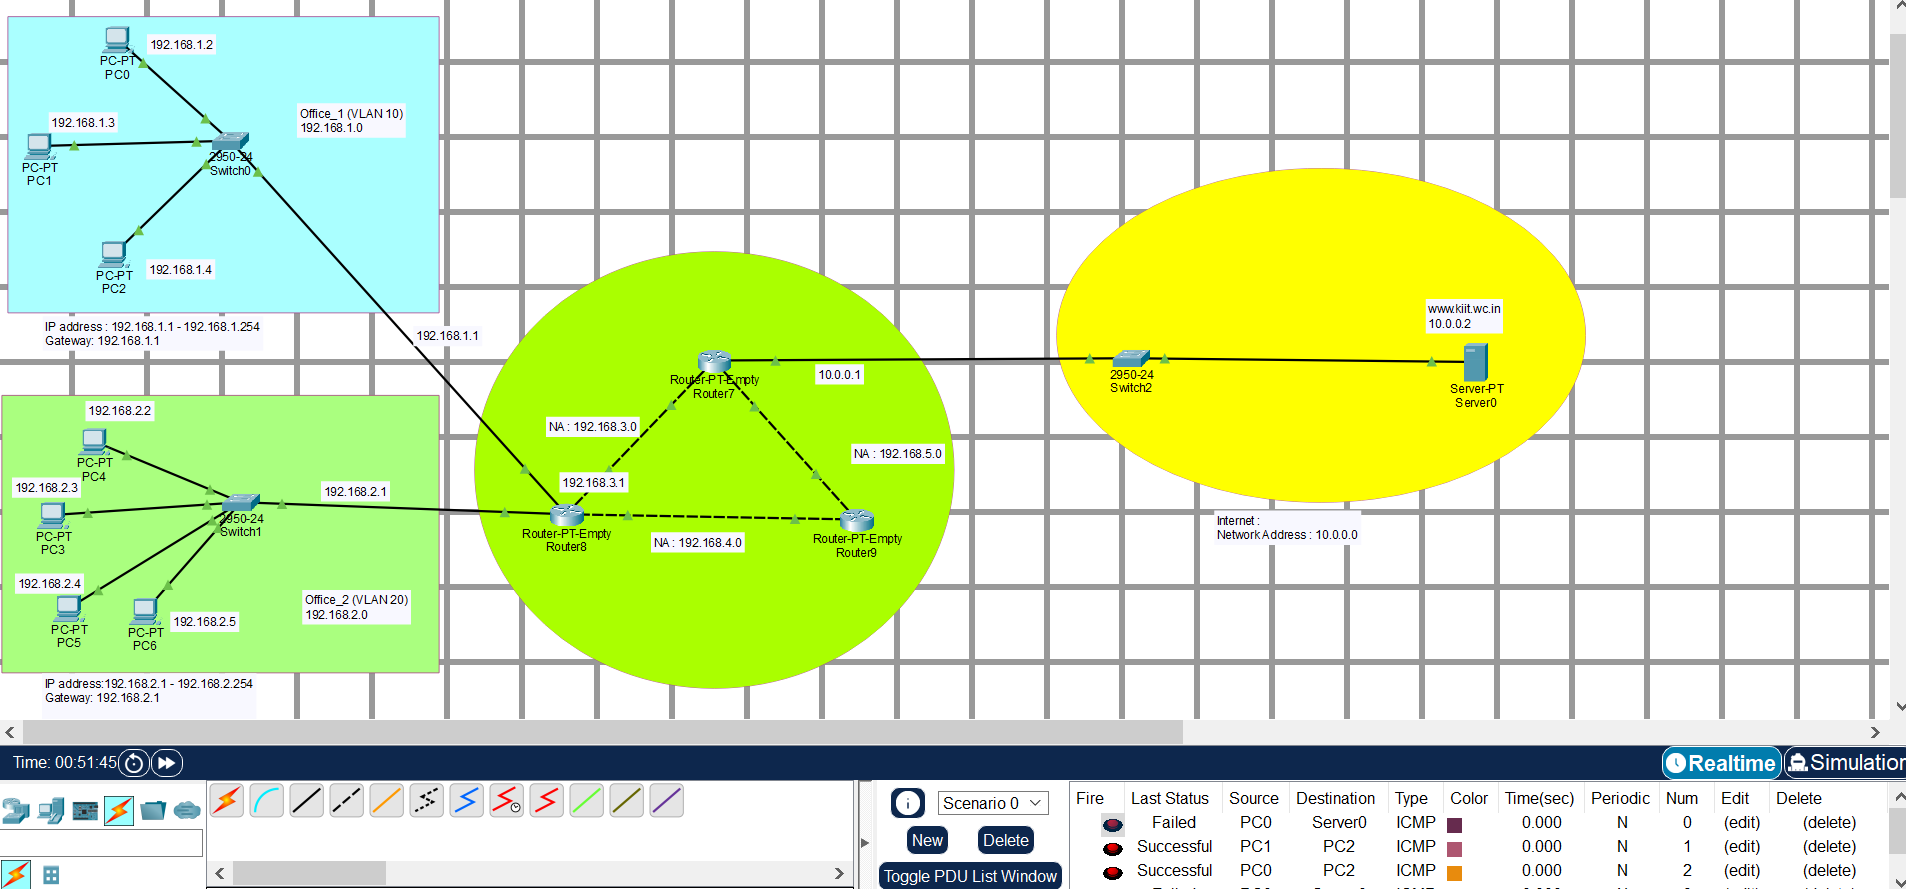 192.168.1.2
PC-PT
PC0
192.168.1.3
PC-PT
PC1
Office_1 (VLAN 10)
192.168.1.0
2950-24
Switch0
PC-PT
PC2
192.168.1.4
IP address : 192.168.1.1 - 192.168.1.254
Gateway: 192.168.1.1
192.168.1.1
192.168.2.2
PC-PT
PC4
192.168.2.3
PC-PT
PC3
192.168.2.1
2950-24
Switch1
192.168.2.4
PC-PT
PC5
PC-PT
PC6
192.168.2.5
Office_2 (VLAN 20)
192.168.2.0
IP address:192.168.2.1 - 192.168.2.254
Gateway: 192.168.2.1
Router-PT-Empty
Router7
10.0.0.1
NA : 192.168.3.0
NA : 192.168.5.0
192.168.3.1
Router-PT-Empty
Router8
NA : 192.168.4.0
Router-PT-Empty
Router9
2950-24
Switch2
www.kiit.wc.in
10.0.0.2
Server-PT
Server0
Internet :
Network Address : 10.0.0.0
Time: 00:51:45
Realtime
Simulation
Scenario 0
New
Delete
Toggle PDU List Window
Fire Last Status Source Destination Type Color Time(sec) Periodic Num Edit Delete
Failed PC0 Server0 ICMP 0.000 N 0 (edit) (delete)
Successful PC1 PC2 ICMP 0.000 N 1 (edit) (delete)
Successful PC0 PC2 ICMP 0.000 N 2 (edit) (delete)